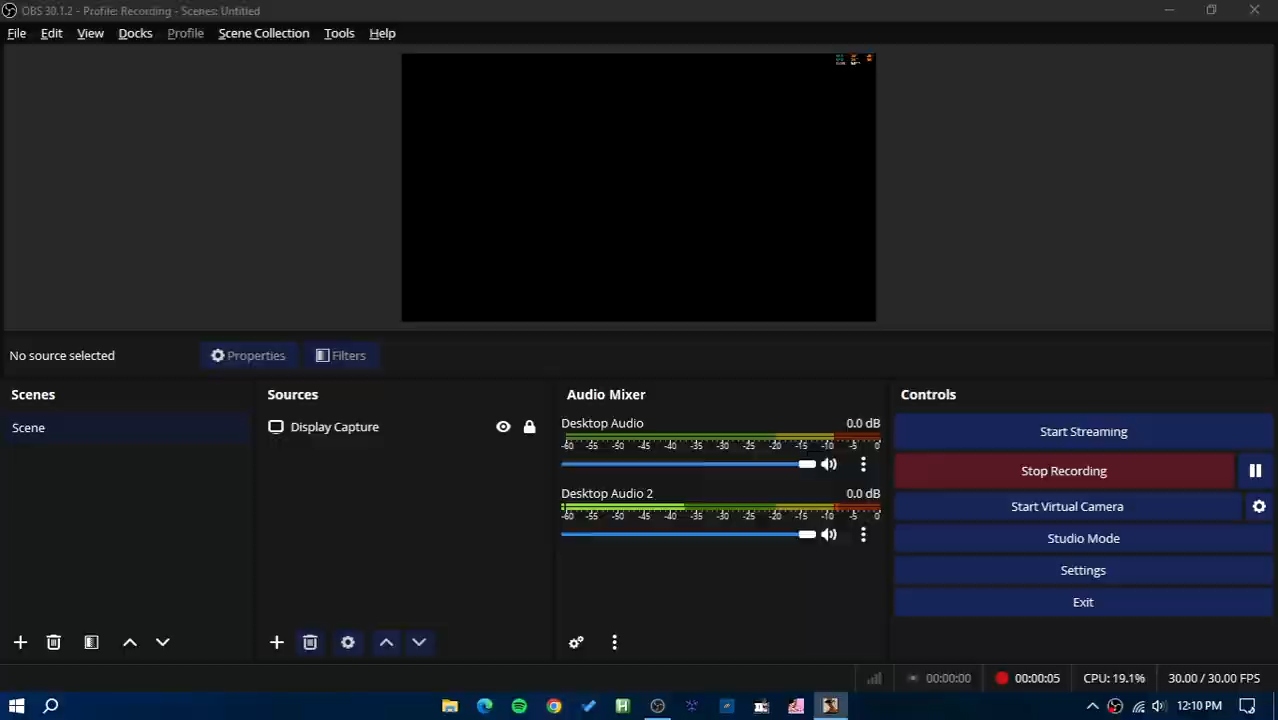 OBS 30.1.2 - Profile: Recording - Scenes: Untitled
File Edit View Docks Profile Scene Collection Tools Help
No source selected Properties Filters
Scenes
Scene
Sources
Display Capture
Audio Mixer
Desktop Audio 0.0 dB
-60 -55 -50 -45 -40 -35 -30 -25 -20 -15 -10 -5 0
Desktop Audio 2 0.0 dB
-60 -55 -50 -45 -40 -35 -30 -25 -20 -15 -10 -5 0
Controls
Start Streaming
Stop Recording
Start Virtual Camera
Studio Mode
Settings
Exit
00:00:00 00:00:05 CPU: 19.1% 30.00 / 30.00 FPS
12:10 PM